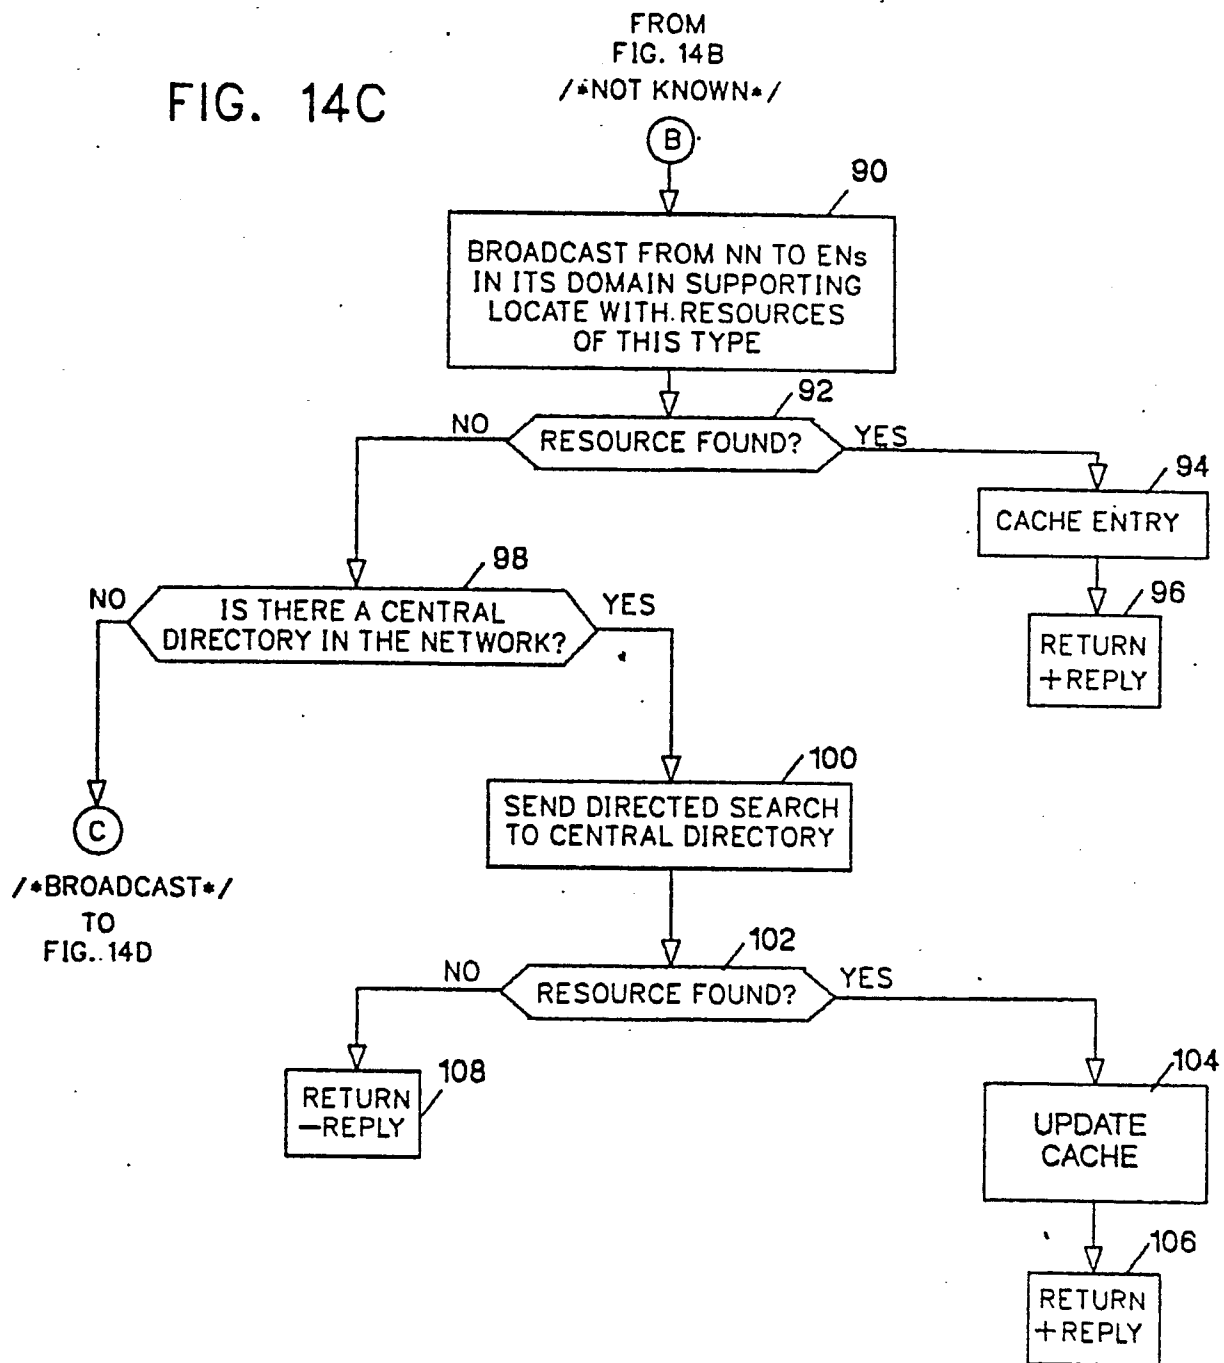 FROM
FIG. 14B
/*NOT KNOWN*/
FIG. 14C
B
90
BROADCAST FROM NN TO ENs
IN ITS DOMAIN SUPPORTING
LOCATE WITH RESOURCES
OF THIS TYPE
92
NO
RESOURCE FOUND?
YES
94
CACHE ENTRY
96
RETURN
+REPLY
98
NO
IS THERE A CENTRAL
DIRECTORY IN THE NETWORK?
YES
C
/*BROADCAST*/
TO
FIG. 14D
100
SEND DIRECTED SEARCH
TO CENTRAL DIRECTORY
102
NO
RESOURCE FOUND?
YES
108
RETURN
-REPLY
104
UPDATE
CACHE
106
RETURN
+REPLY